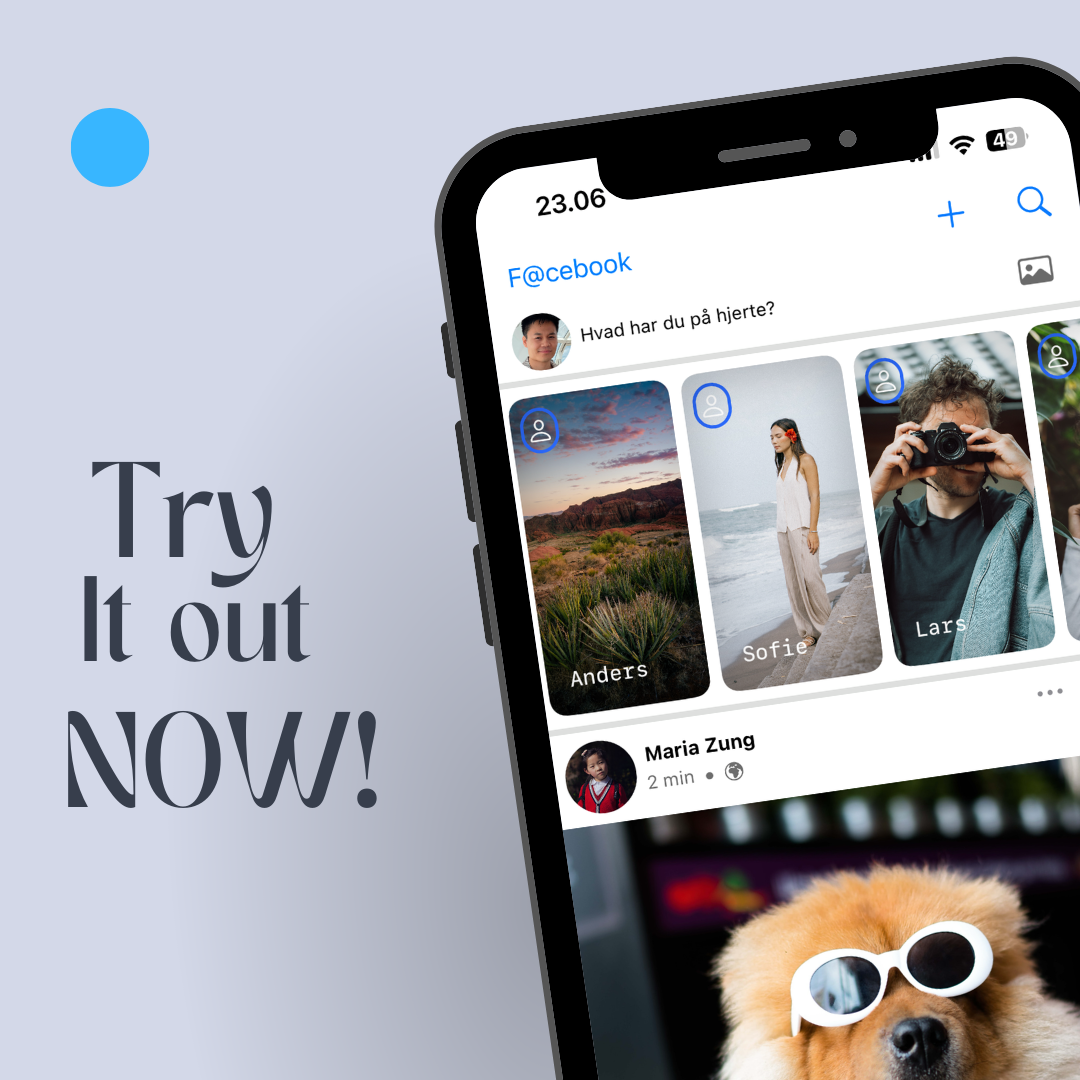 Try
It out
NOW!
23.06
49
F@cebook
Hvad har du på hjerte?
Anders
Sofie
Lars
Maria Zung
2 min